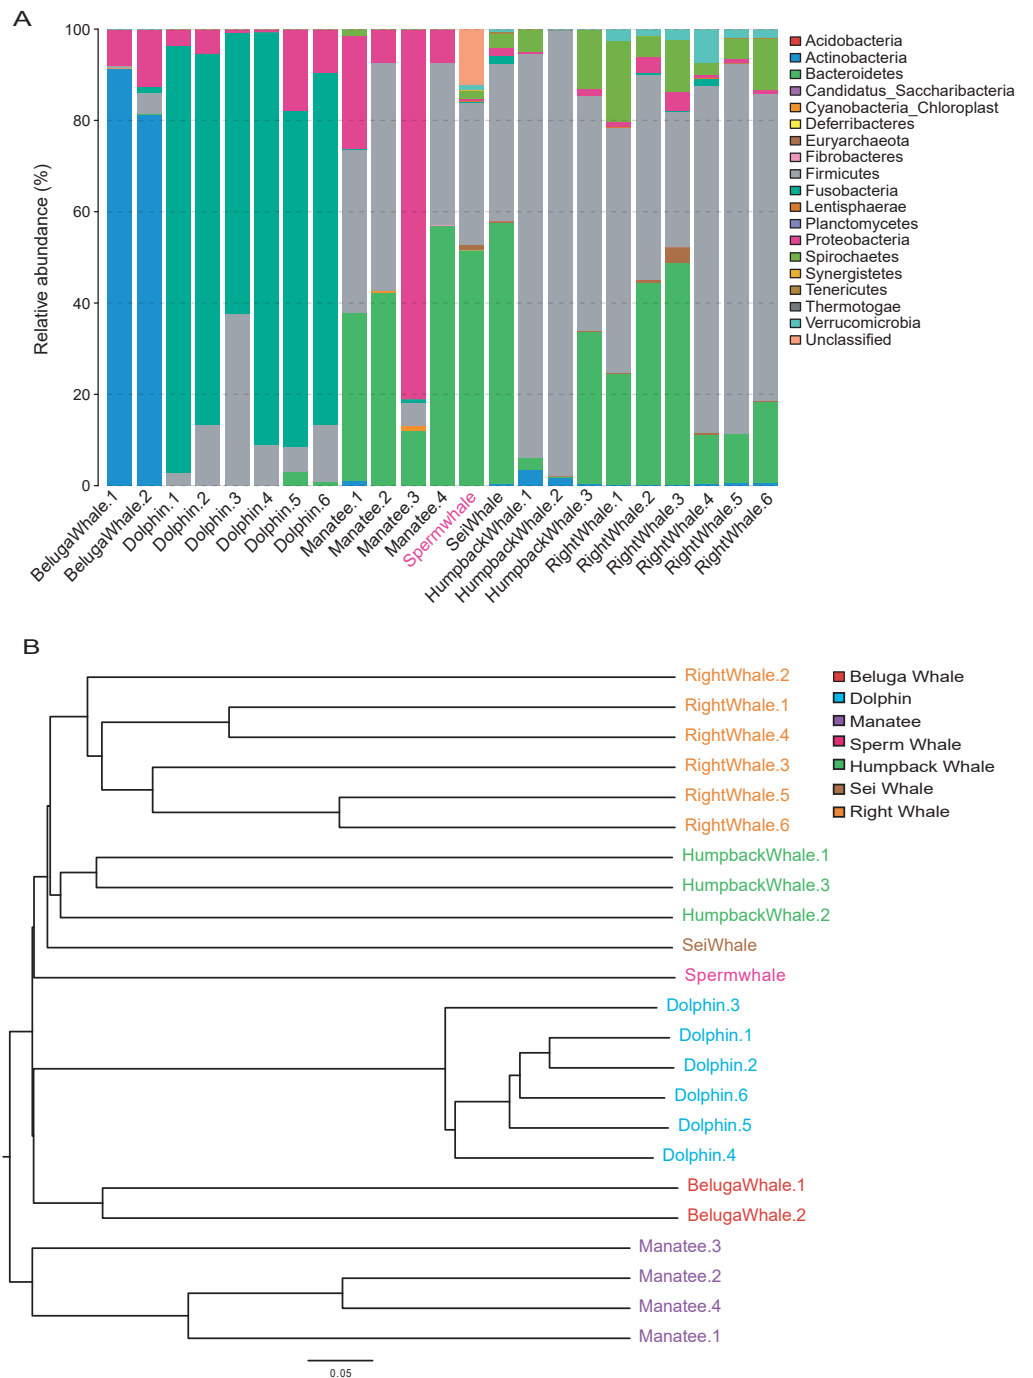 A
Relative abundance (%)
100
80
60
40
20
0
BelugaWhale.1
BelugaWhale.2
Dolphin.1
Dolphin.2
Dolphin.3
Dolphin.4
Dolphin.5
Dolphin.6
Manatee.1
Manatee.2
Manatee.3
Manatee.4
Spermwhale
SeiWhale
HumpbackWhale.1
HumpbackWhale.2
HumpbackWhale.3
RightWhale.1
RightWhale.2
RightWhale.3
RightWhale.4
RightWhale.5
RightWhale.6
Acidobacteria
Actinobacteria
Bacteroidetes
Candidatus_Saccharibacteria
Cyanobacteria_Chloroplast
Deferribacteres
Euryarchaeota
Fibrobacteres
Firmicutes
Fusobacteria
Lentisphaerae
Planctomycetes
Proteobacteria
Spirochaetes
Synergistetes
Tenericutes
Thermotogae
Verrucomicrobia
Unclassified
B
RightWhale.2
RightWhale.1
RightWhale.4
RightWhale.3
RightWhale.5
RightWhale.6
HumpbackWhale.1
HumpbackWhale.3
HumpbackWhale.2
SeiWhale
Spermwhale
Dolphin.3
Dolphin.1
Dolphin.2
Dolphin.6
Dolphin.5
Dolphin.4
BelugaWhale.1
BelugaWhale.2
Manatee.3
Manatee.2
Manatee.4
Manatee.1
Beluga Whale
Dolphin
Manatee
Sperm Whale
Humpback Whale
Sei Whale
Right Whale
0.05